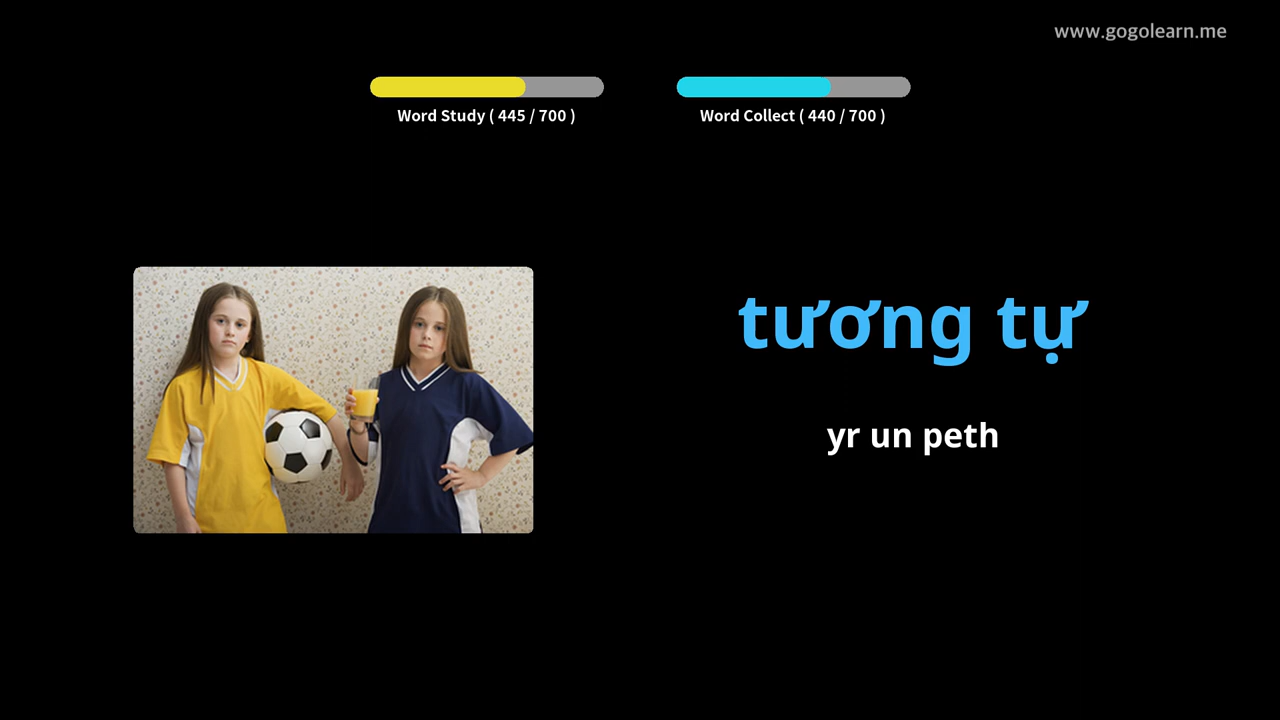 www.gogolearn.me
Word Study ( 445 / 700 )
Word Collect ( 440 / 700 )
tương tự
yr un peth